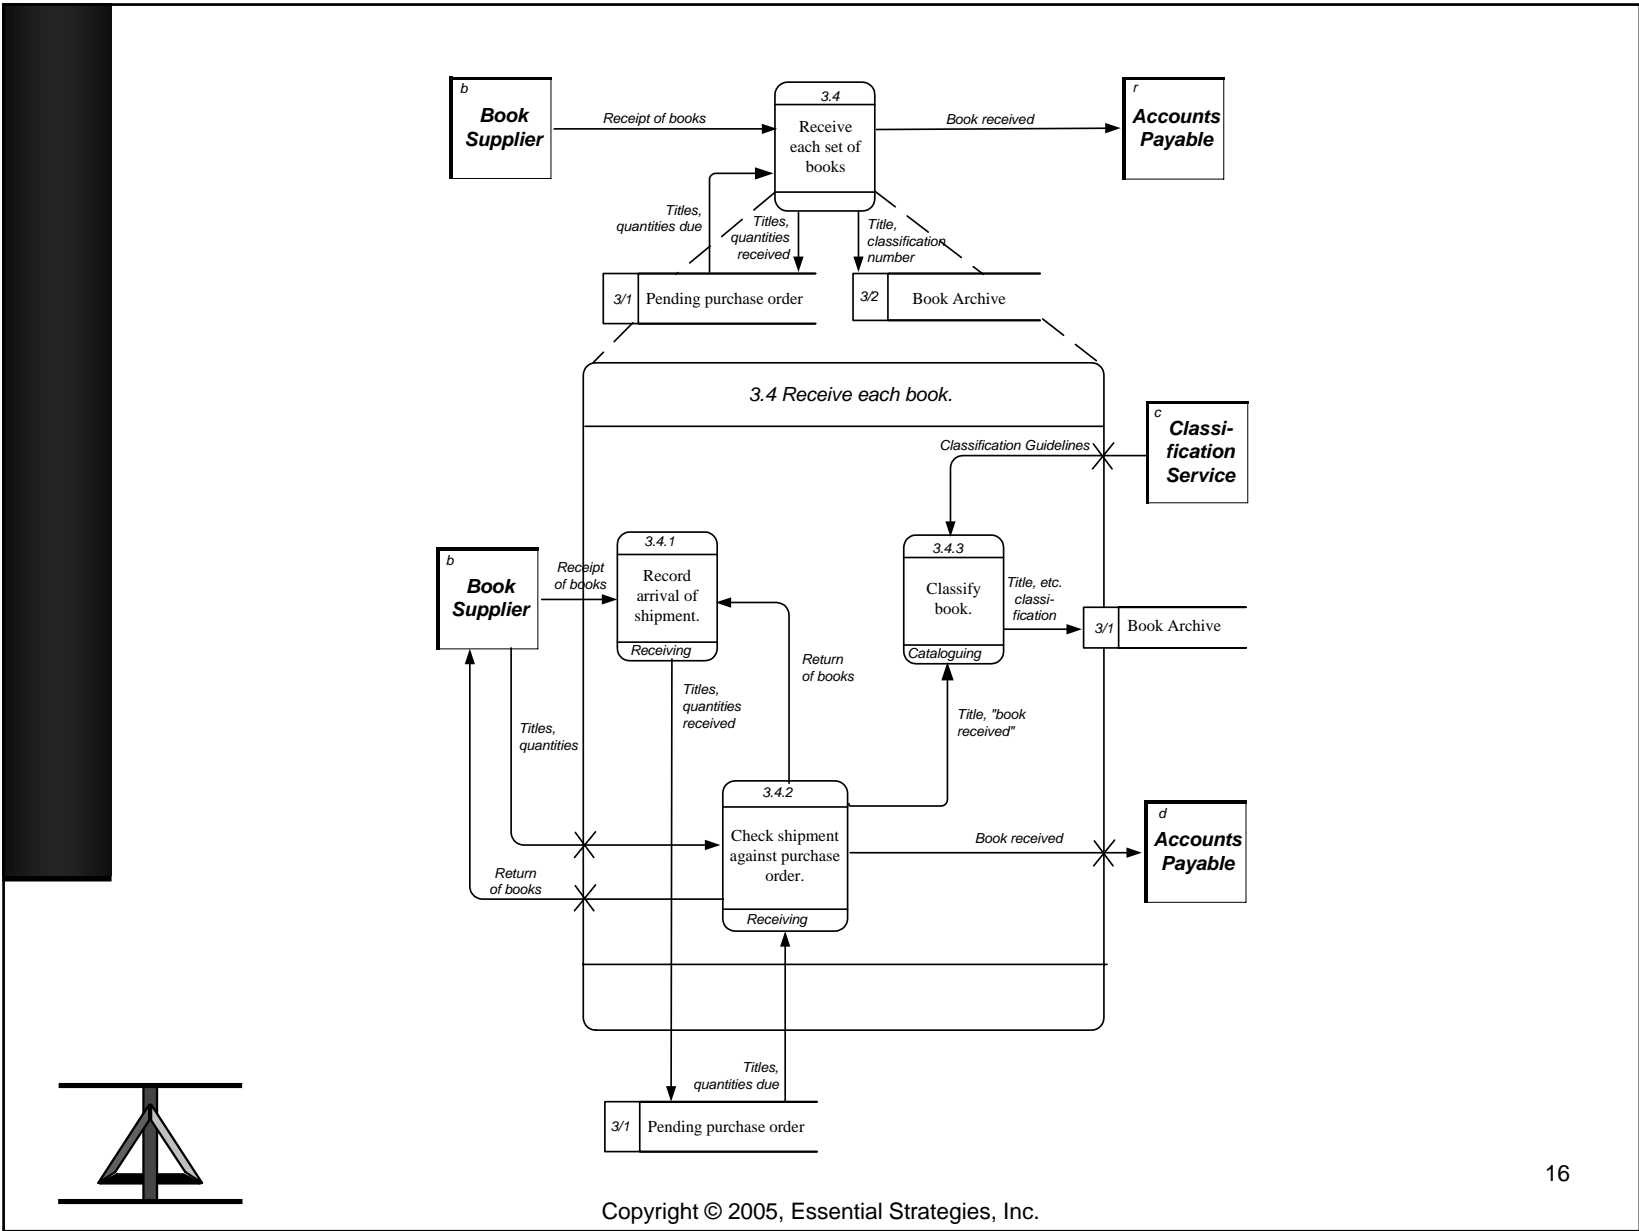 b
Book
Supplier
Receipt of books
3.4
Receive
each set of
books
Book received
r
Accounts
Payable
Titles,
quantities due
Titles,
quantities
received
Title,
classification
number
3/1
Pending purchase order
3/2
Book Archive
3.4 Receive each book.
Classification Guidelines
c
Classi-
fication
Service
b
Book
Supplier
Receipt
of books
3.4.1
Record
arrival of
shipment.
Receiving
3.4.3
Classify
book.
Cataloguing
Title, etc.
classi-
fication
3/1
Book Archive
Return
of books
Titles,
quantities
received
Titles,
quantities
Title, "book
received"
3.4.2
Check shipment
against purchase
order.
Receiving
Book received
d
Accounts
Payable
Return
of books
Titles,
quantities due
3/1
Pending purchase order
16
Copyright © 2005, Essential Strategies, Inc.